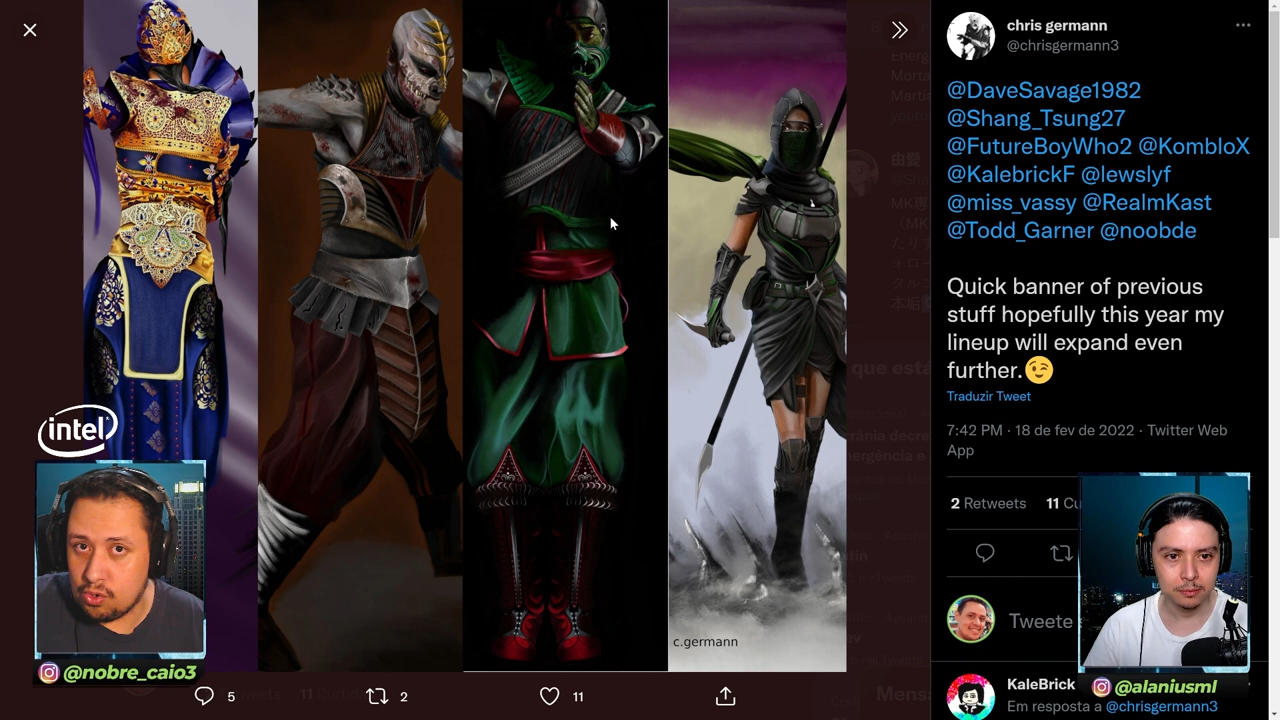 chris germann
@chrisgermann3
@DaveSavage1982
@Shang_Tsung27
@FutureBoyWho2 @KombloX
@KalebrickF @lewslyf
@miss_vassy @RealmKast
@Todd_Garner @noobde
Quick banner of previous
stuff hopefully this year my
lineup will expand even
further.😉
Traduzir Tweet
7:42 PM · 18 de fev de 2022 · Twitter Web
App
2 Retweets 11 Cu
Tweete
KaleBrick
Em resposta a @chrisgermann3
intel
@nobre_caio3
@alaniusml
c.germann
5
2
11